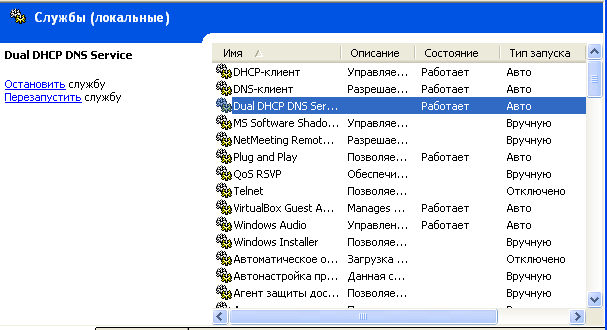 Службы (локальные)
Dual DHCP DNS Service
Остановить службу
Перезапустить службу
Имя Описание Состояние Тип запуска
DHCP-клиент Управляе... Работает Авто
DNS-клиент Разрешае... Работает Авто
Dual DHCP DNS Ser... Работает Авто
MS Software Shado... Управляе... Вручную
NetMeeting Remot... Разрешае... Вручную
Plug and Play Позволяе... Работает Авто
QoS RSVP Обеспечи... Вручную
Telnet Позволяе... Отключено
VirtualBox Guest A... Manages ... Работает Авто
Windows Audio Управлен... Работает Авто
Windows Installer Позволяе... Вручную
Автоматическое о... Загрузка ... Отключено
Автонастройка пр... Данная с... Вручную
Агент защиты дос... Позволяе... Вручную